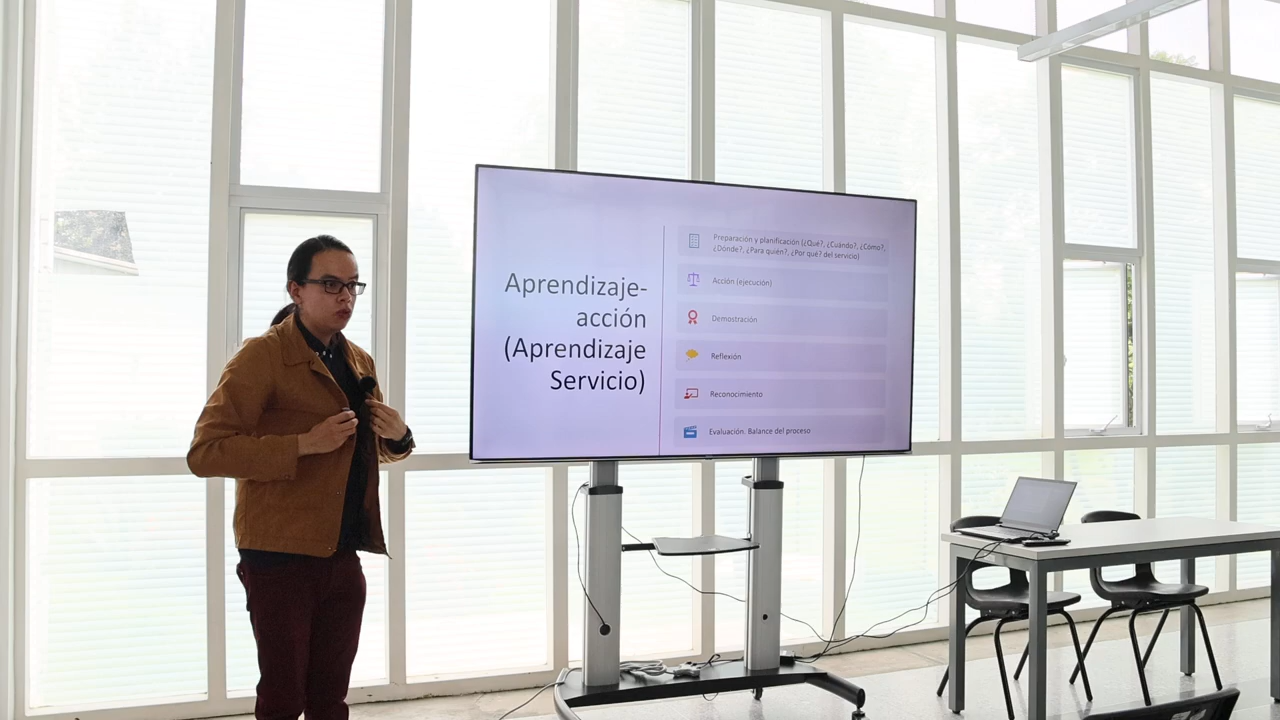 Aprendizaje-
acción
(Aprendizaje
Servicio)
Preparación y planificación (¿Qué?, ¿Cuándo?, ¿Cómo?,
¿Dónde?, ¿Para quién?, ¿Por qué? del servicio)
Acción (ejecución)
Demostración
Reflexión
Reconocimiento
Evaluación. Balance del proceso